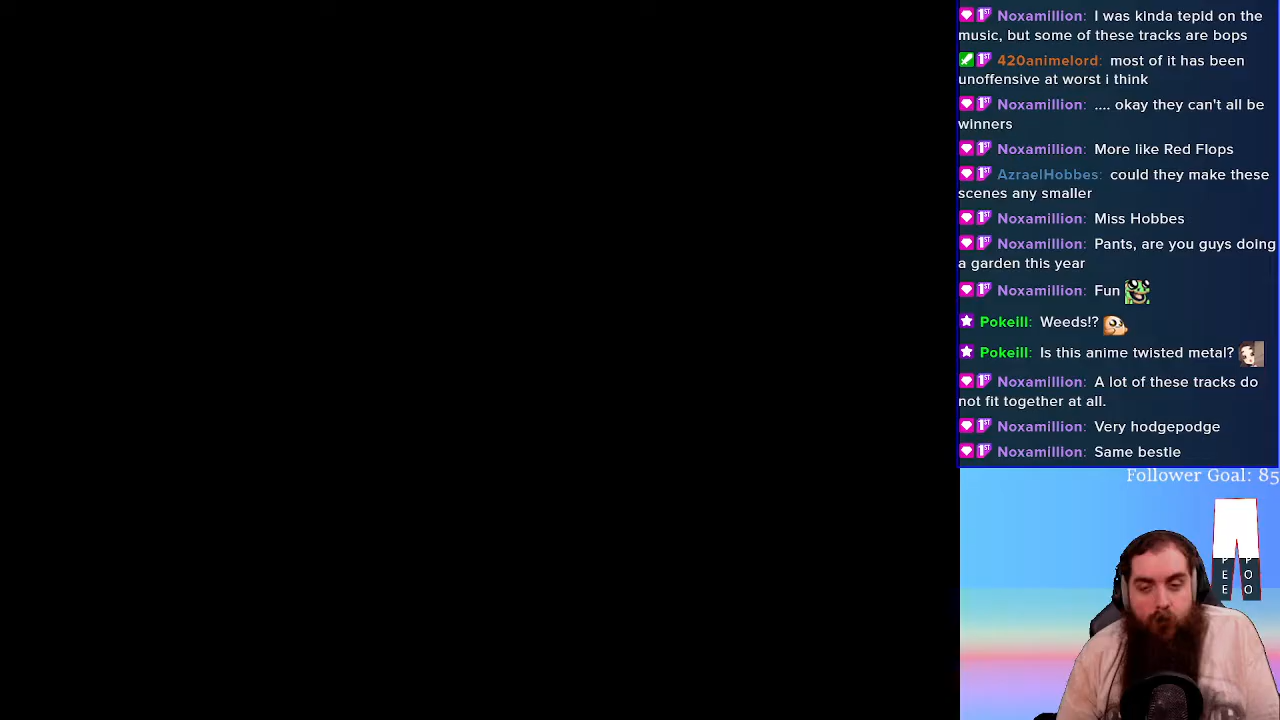 Noxamillion: I was kinda tepid on the
music, but some of these tracks are bops
420animelord: most of it has been
unoffensive at worst i think
Noxamillion: .... okay they can't all be
winners
Noxamillion: More like Red Flops
AzraelHobbes: could they make these
scenes any smaller
Noxamillion: Miss Hobbes
Noxamillion: Pants, are you guys doing
a garden this year
Noxamillion: Fun
Pokeill: Weeds!?
Pokeill: Is this anime twisted metal?
Noxamillion: A lot of these tracks do
not fit together at all.
Noxamillion: Very hodgepodge
Noxamillion: Same bestie
Follower Goal: 85
PEE
POO